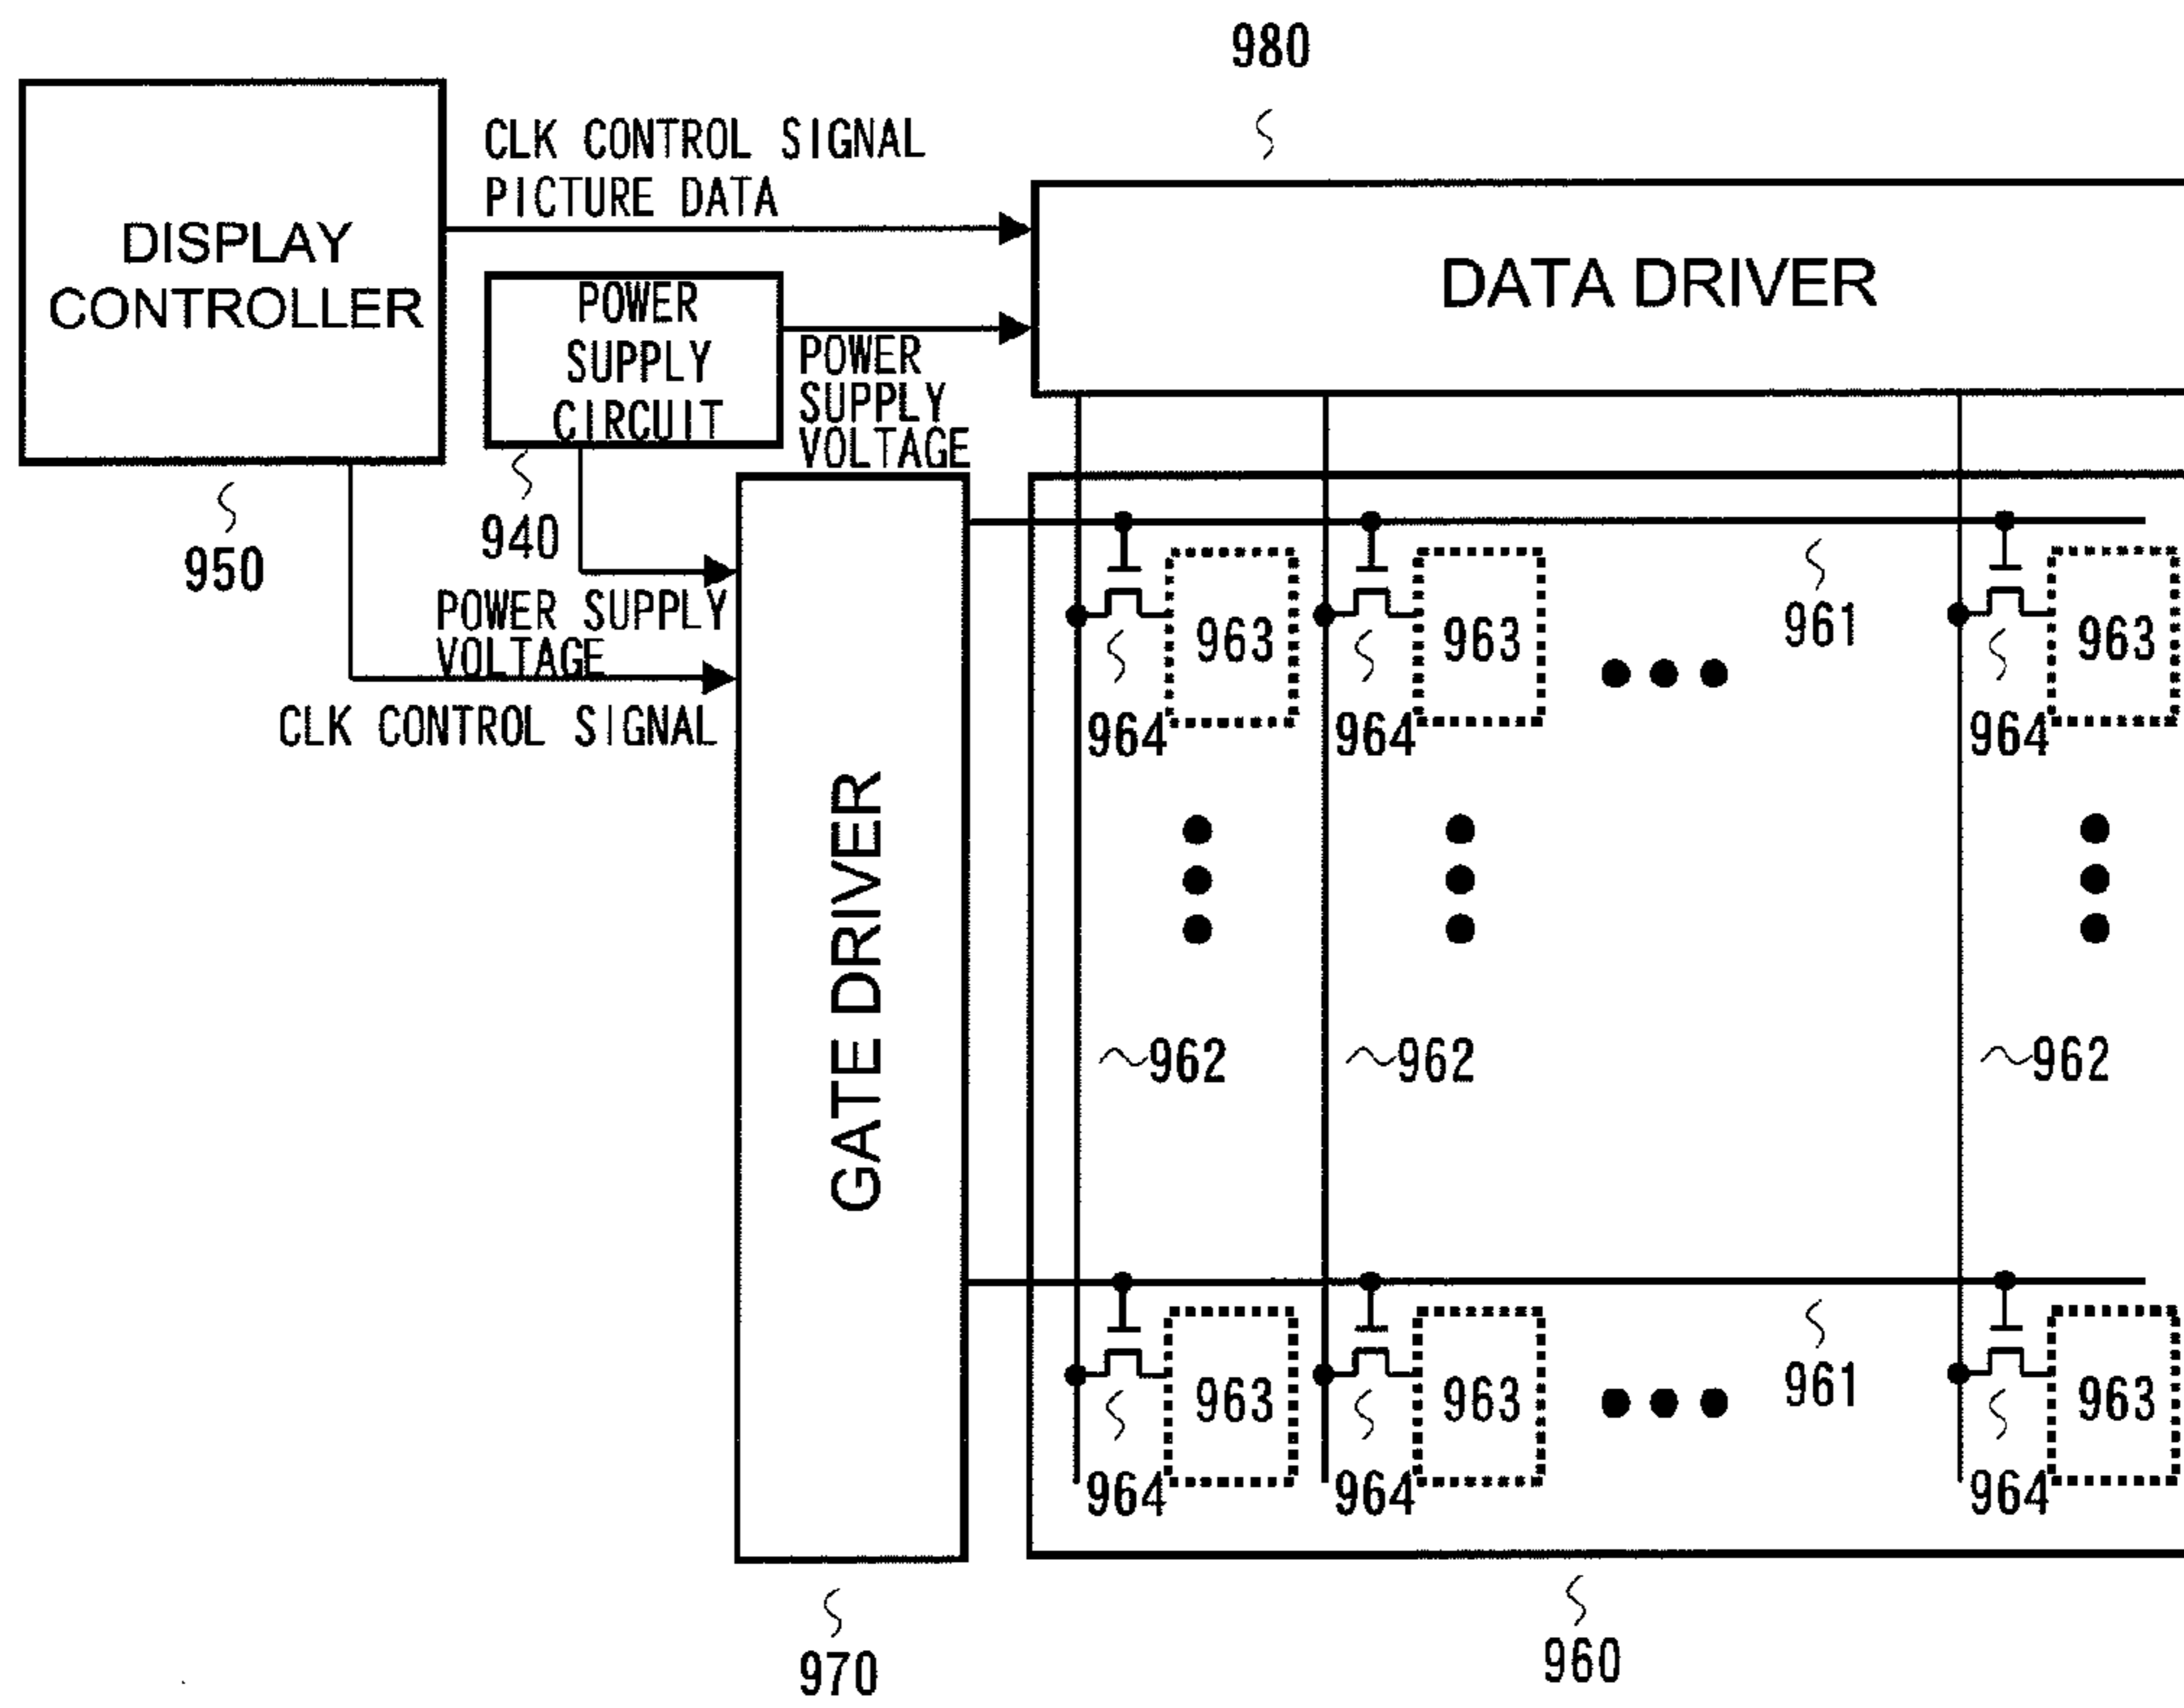 980
CLK CONTROL SIGNAL
PICTURE DATA
DISPLAY
CONTROLLER
DATA DRIVER
POWER
SUPPLY
CIRCUIT
POWER
SUPPLY
VOLTAGE
950
940
POWER SUPPLY
VOLTAGE
CLK CONTROL SIGNAL
GATE DRIVER
963
963
961
963
964
964
964
962
962
962
963
963
961
963
964
964
964
970
960